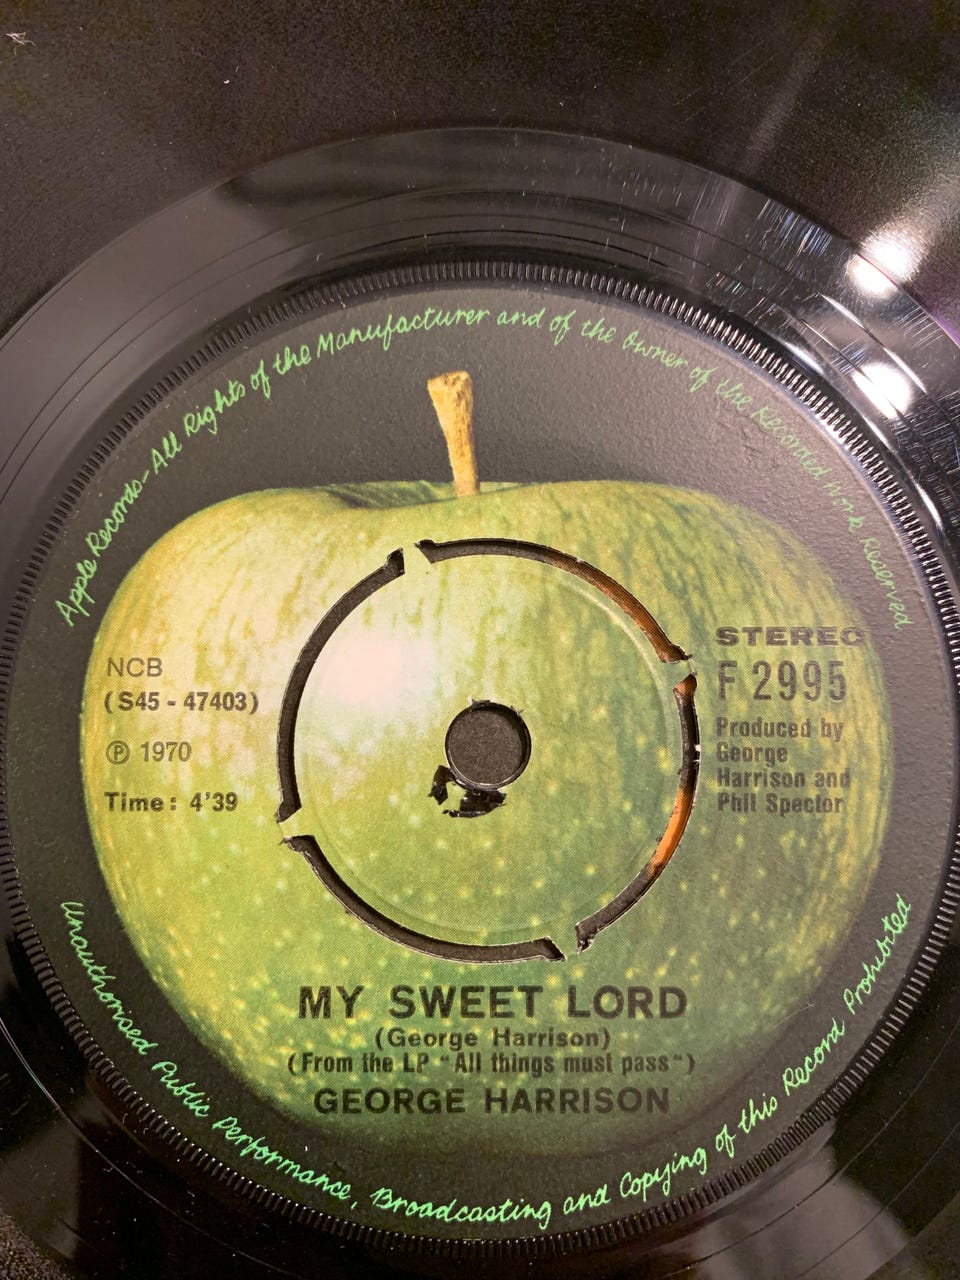 Apple Records-All Rights of the Manufacturer and of the Owner of the Recorded Work Reserved
NCB
(S45 - 47403)
℗ 1970
Time: 4'39
STEREO
F 2995
Produced by
George
Harrison and
Phil Spector
MY SWEET LORD
(George Harrison)
(From the LP "All things must pass")
GEORGE HARRISON
Unauthorised Public Performance, Broadcasting and Copying of this Record Prohibited